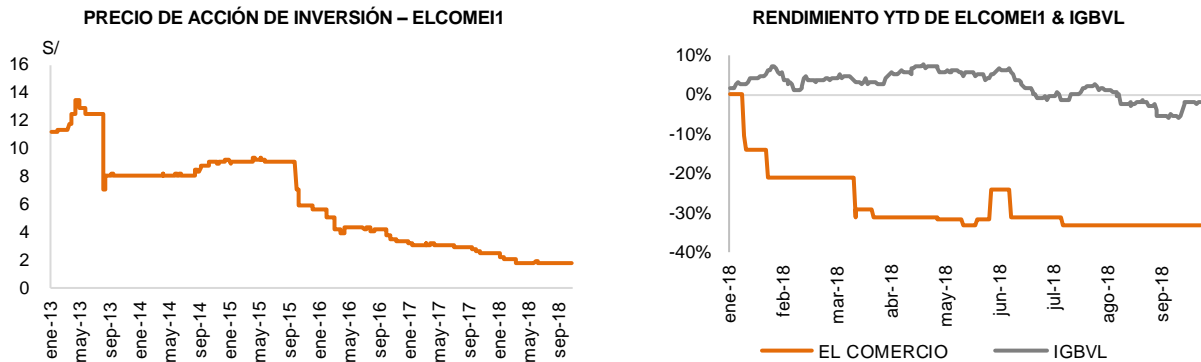 PRECIO DE ACCIÓN DE INVERSIÓN – ELCOMEI1
S/
16
14
12
10
8
6
4
2
0
ene-13
may-13
sep-13
ene-14
may-14
sep-14
ene-15
may-15
sep-15
ene-16
may-16
sep-16
ene-17
may-17
sep-17
ene-18
may-18
sep-18
RENDIMIENTO YTD DE ELCOMEI1 & IGBVL
10%
0%
-10%
-20%
-30%
-40%
ene-18
feb-18
mar-18
abr-18
may-18
jun-18
jul-18
ago-18
sep-18
EL COMERCIO
IGBVL